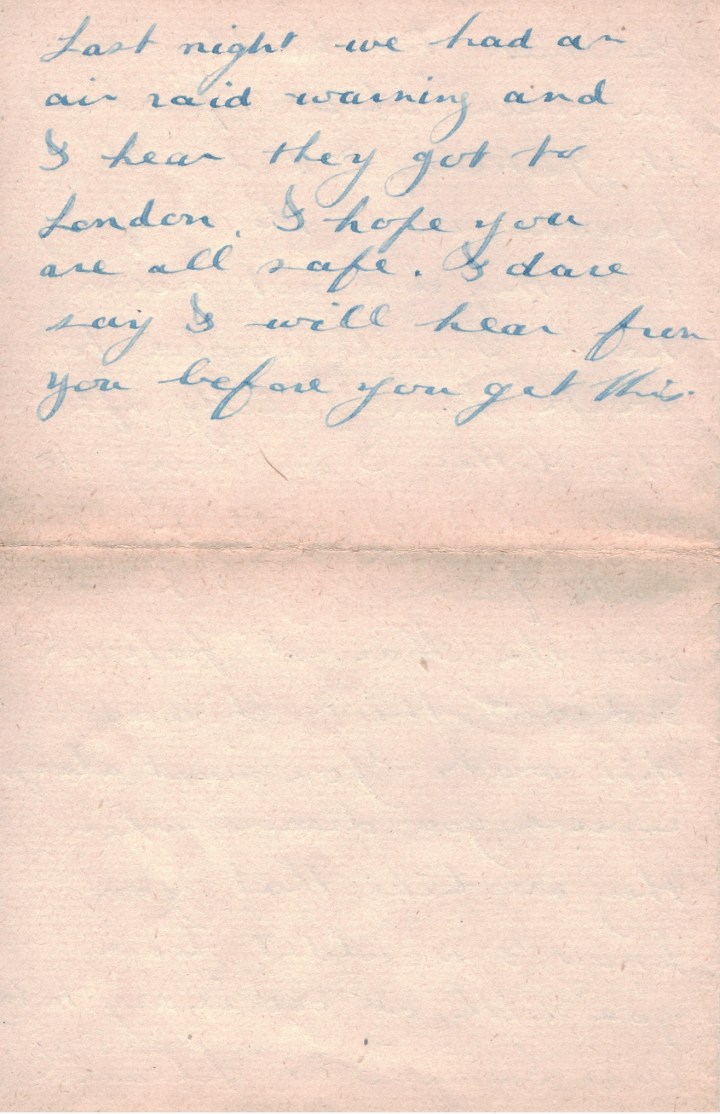 Last night we had an
air raid warning and
I hear they got to
London. I hope you
are all safe. I dare
say I will hear from
you before you get this.